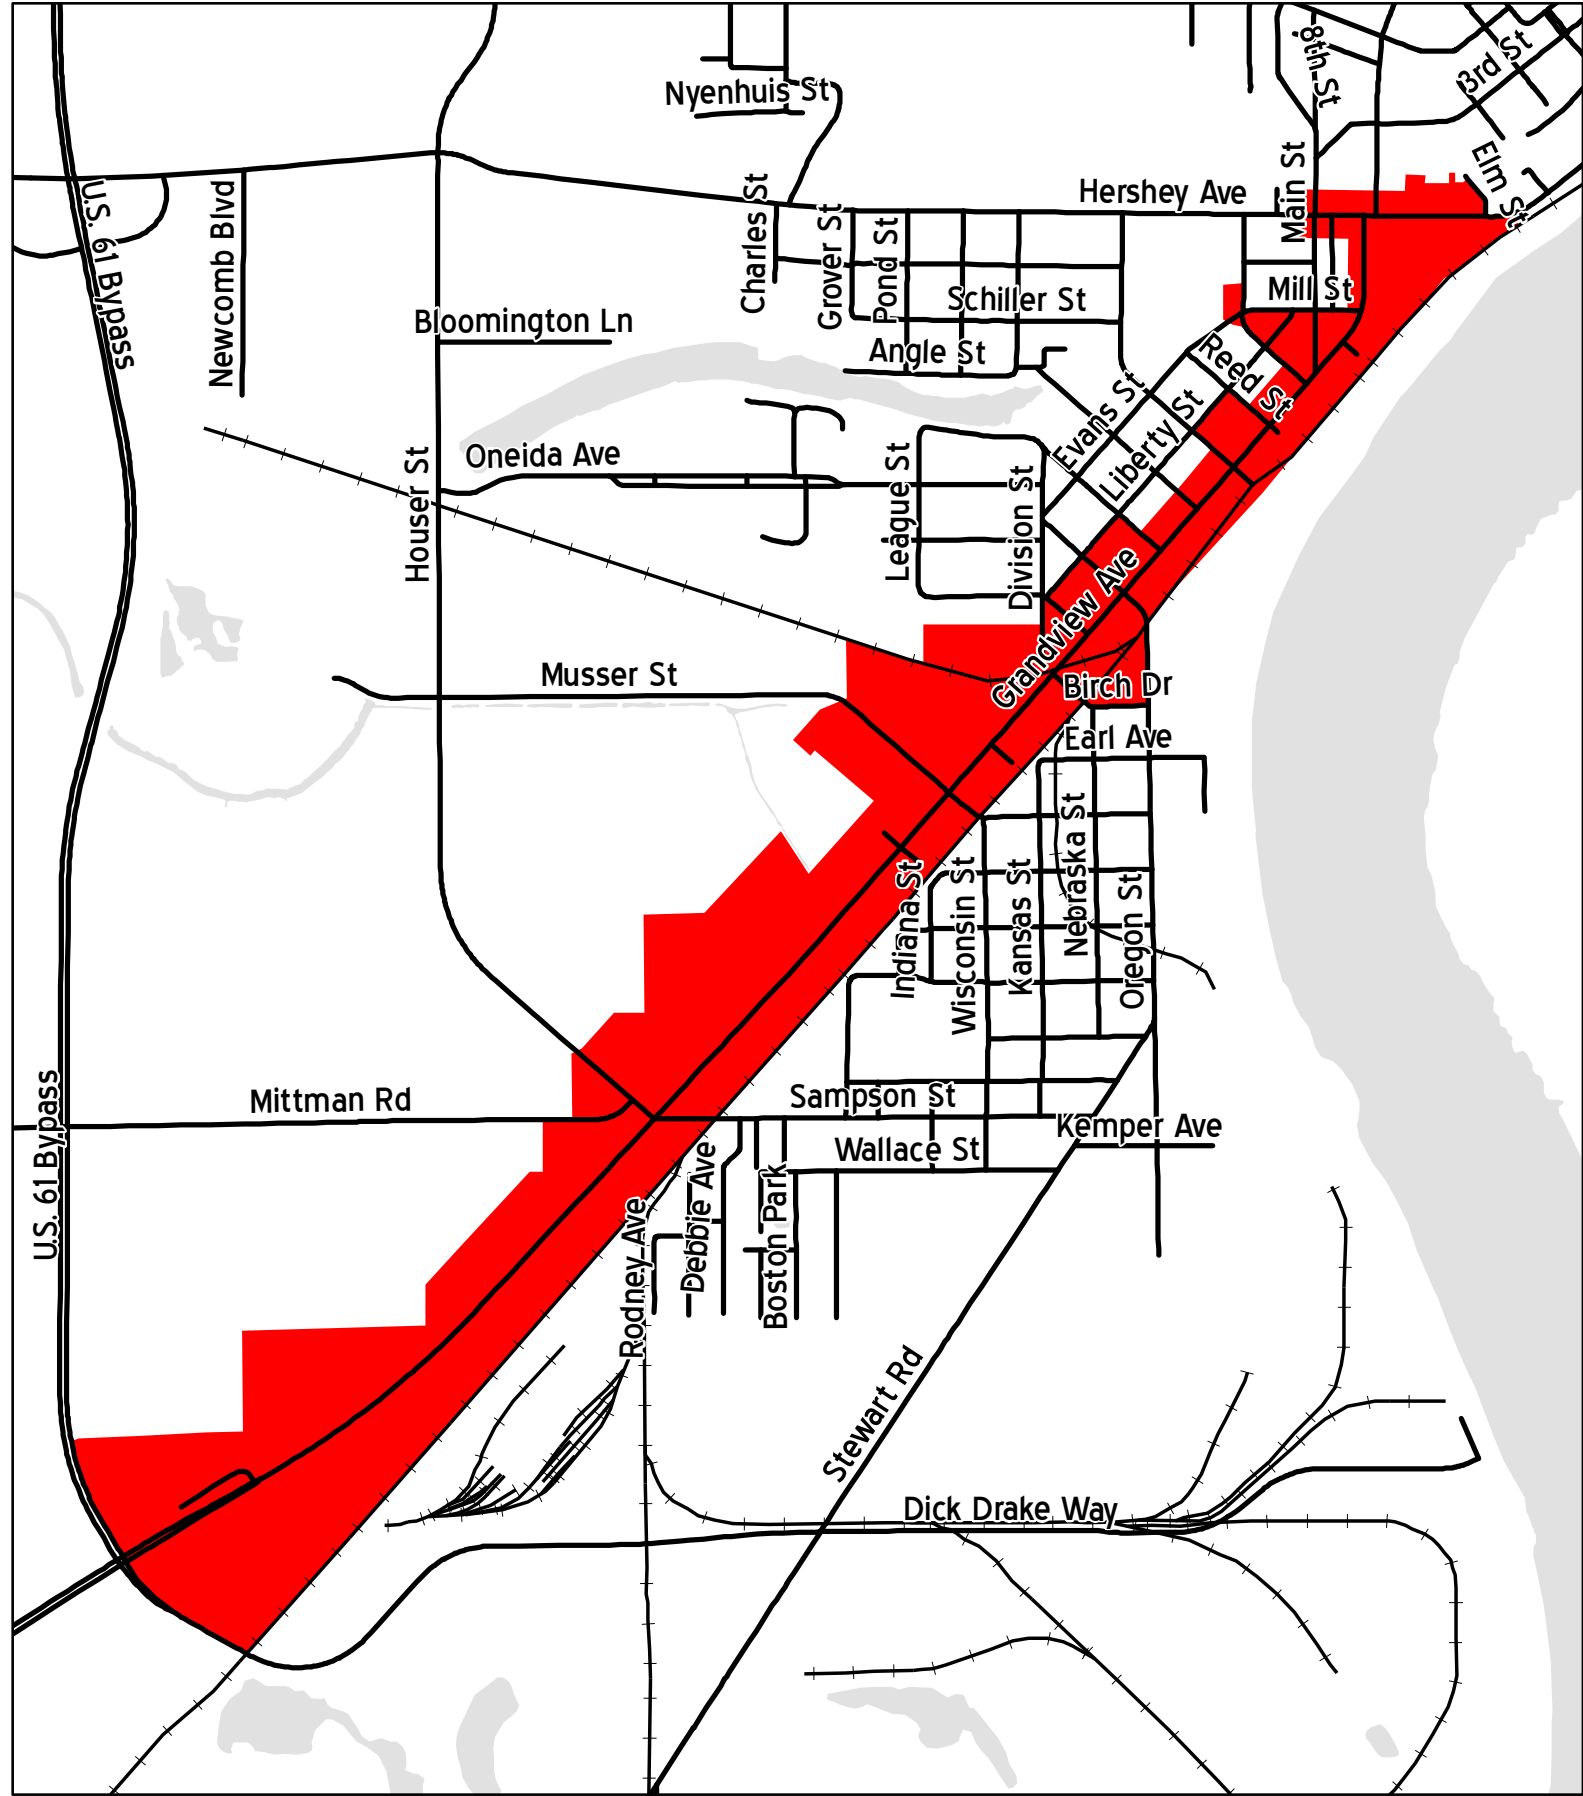 8th St
3rd St
Nyenhuis St
Elm St
Main St
Hershey Ave
U.S. 61 Bypass
Newcomb Blvd
Charles St
Grover St
Pond St
Mill St
Schiller St
Bloomington Ln
Angle St
Reed St
Evans St
Liberty St
Oneida Ave
Houser St
League St
Division St
Grandview Ave
Musser St
Birch Dr
Earl Ave
Indiana St
Wisconsin St
Kansas St
Nebraska St
Oregon St
U.S. 61 Bypass
Mittman Rd
Sampson St
Kemper Ave
Wallace St
Rodney Ave
Debbie Ave
Boston Park
Stewart Rd
Dick Drake Way